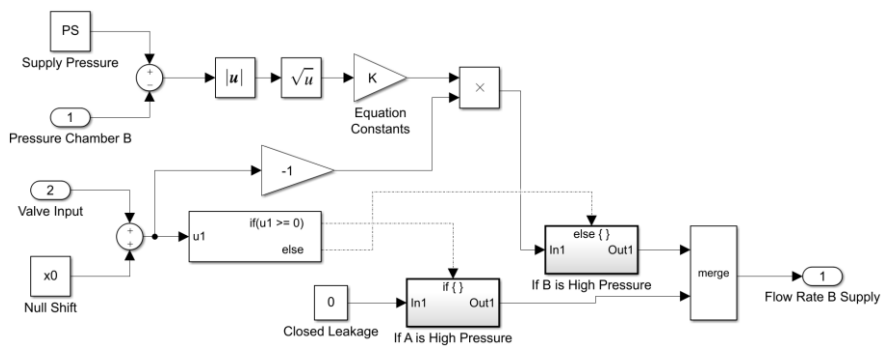 PS
Supply Pressure
+
−
|u|
√u
K
Equation
Constants
×
1
Pressure Chamber B
-1
2
Valve Input
+
+
u1
if(u1 >= 0)
else
else { }
In1
Out1
If B is High Pressure
merge
1
Flow Rate B Supply
x0
Null Shift
0
Closed Leakage
if { }
In1
Out1
If A is High Pressure